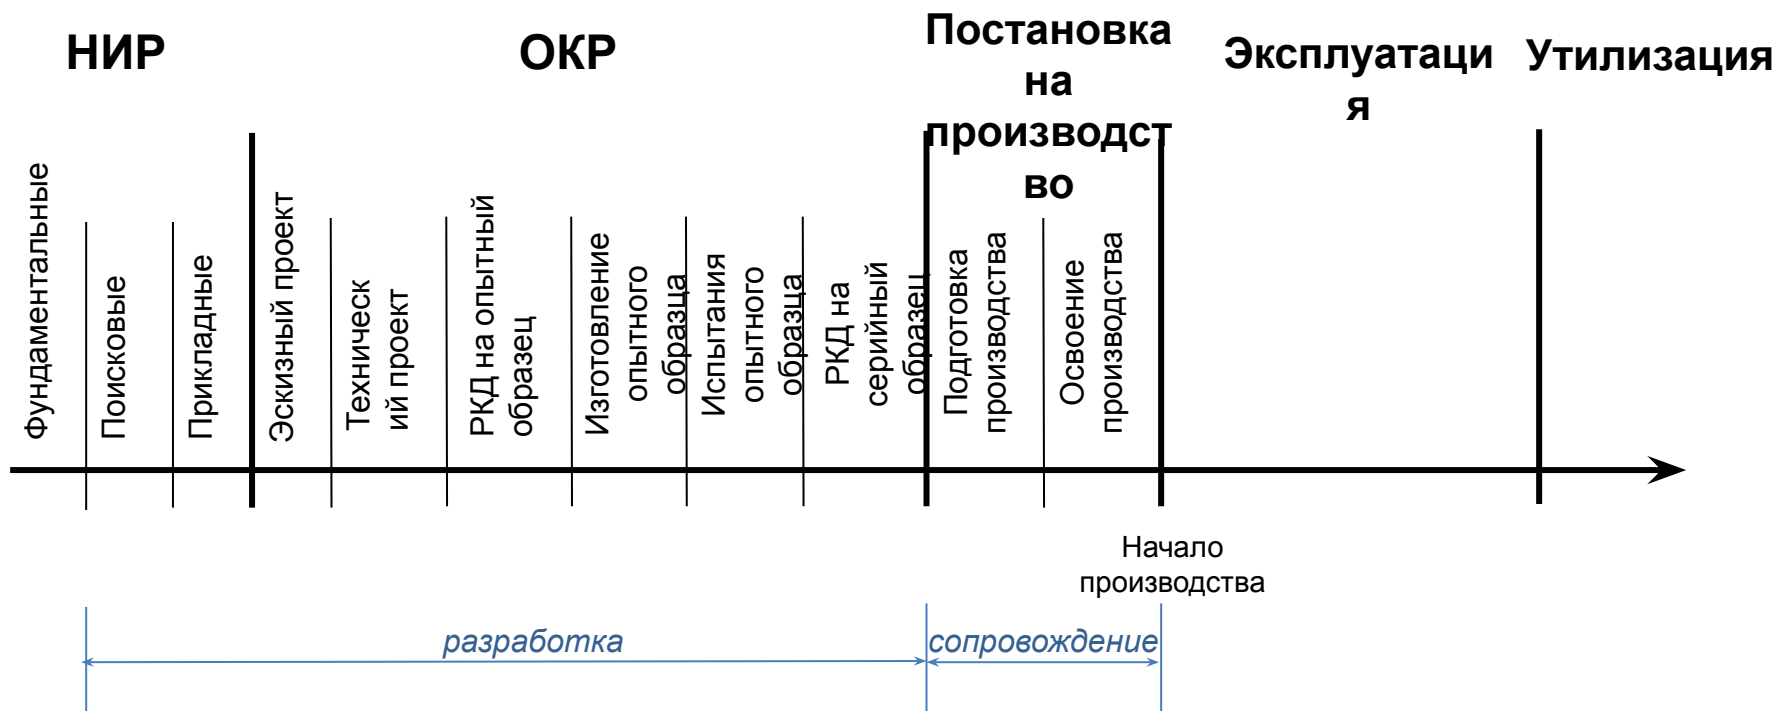 НИР
ОКР
Постановка
на
производст
во
Эксплуатаци
я
Утилизация
Фундаментальные
Поисковые
Прикладные
Эскизный проект
Техническ
ий проект
РКД на опытный
образец
Изготовление
опытного
образца
Испытания
опытного
образца
РКД на
серийный
образец
Подготовка
производства
Освоение
производства
Начало
производства
разработка
сопровождение